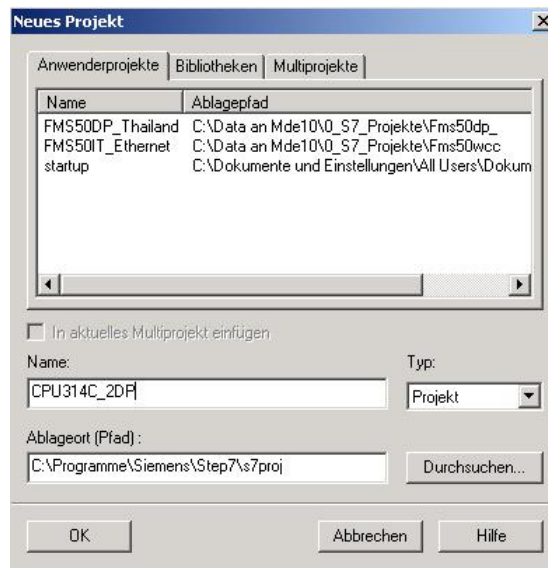 Neues Projekt
Anwenderprojekte Bibliotheken Multiprojekte
Name Ablagepfad
FMS50DP_Thailand C:\Data an Mde10\0_S7_Projekte\Fms50dp_
FMS50IT_Ethernet C:\Data an Mde10\0_S7_Projekte\Fms50wcc
startup C:\Dokumente und Einstellungen\All Users\Dokum
In aktuelles Multiprojekt einfügen
Name: Typ:
CPU314C_2DP Projekt
Ablageort (Pfad) :
C:\Programme\Siemens\Step7\s7proj Durchsuchen...
OK Abbrechen Hilfe